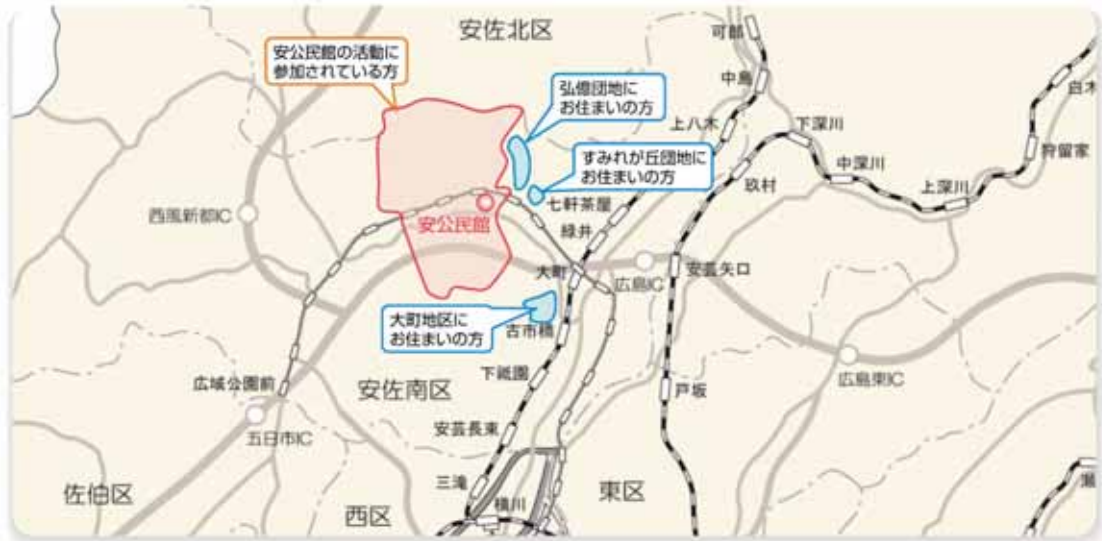 安佐北区
可部
安公民館の活動に
参加されている方
中島
弘億団地に
お住まいの方
白木
上八木
下深川
狩留家
すみれが丘団地に
お住まいの方
中深川
玖村
上深川
七軒茶屋
西風新都IC
安公民館
緑井
大町
広島IC
安芸矢口
大町地区に
お住まいの方
古市橋
下祗園
広島東IC
広域公園前
安佐南区
戸坂
安芸長束
五日市IC
三滝
佐伯区
東区
横川
西区